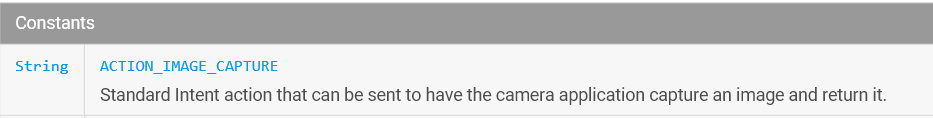 Constants
String ACTION_IMAGE_CAPTURE
Standard Intent action that can be sent to have the camera application capture an image and return it.